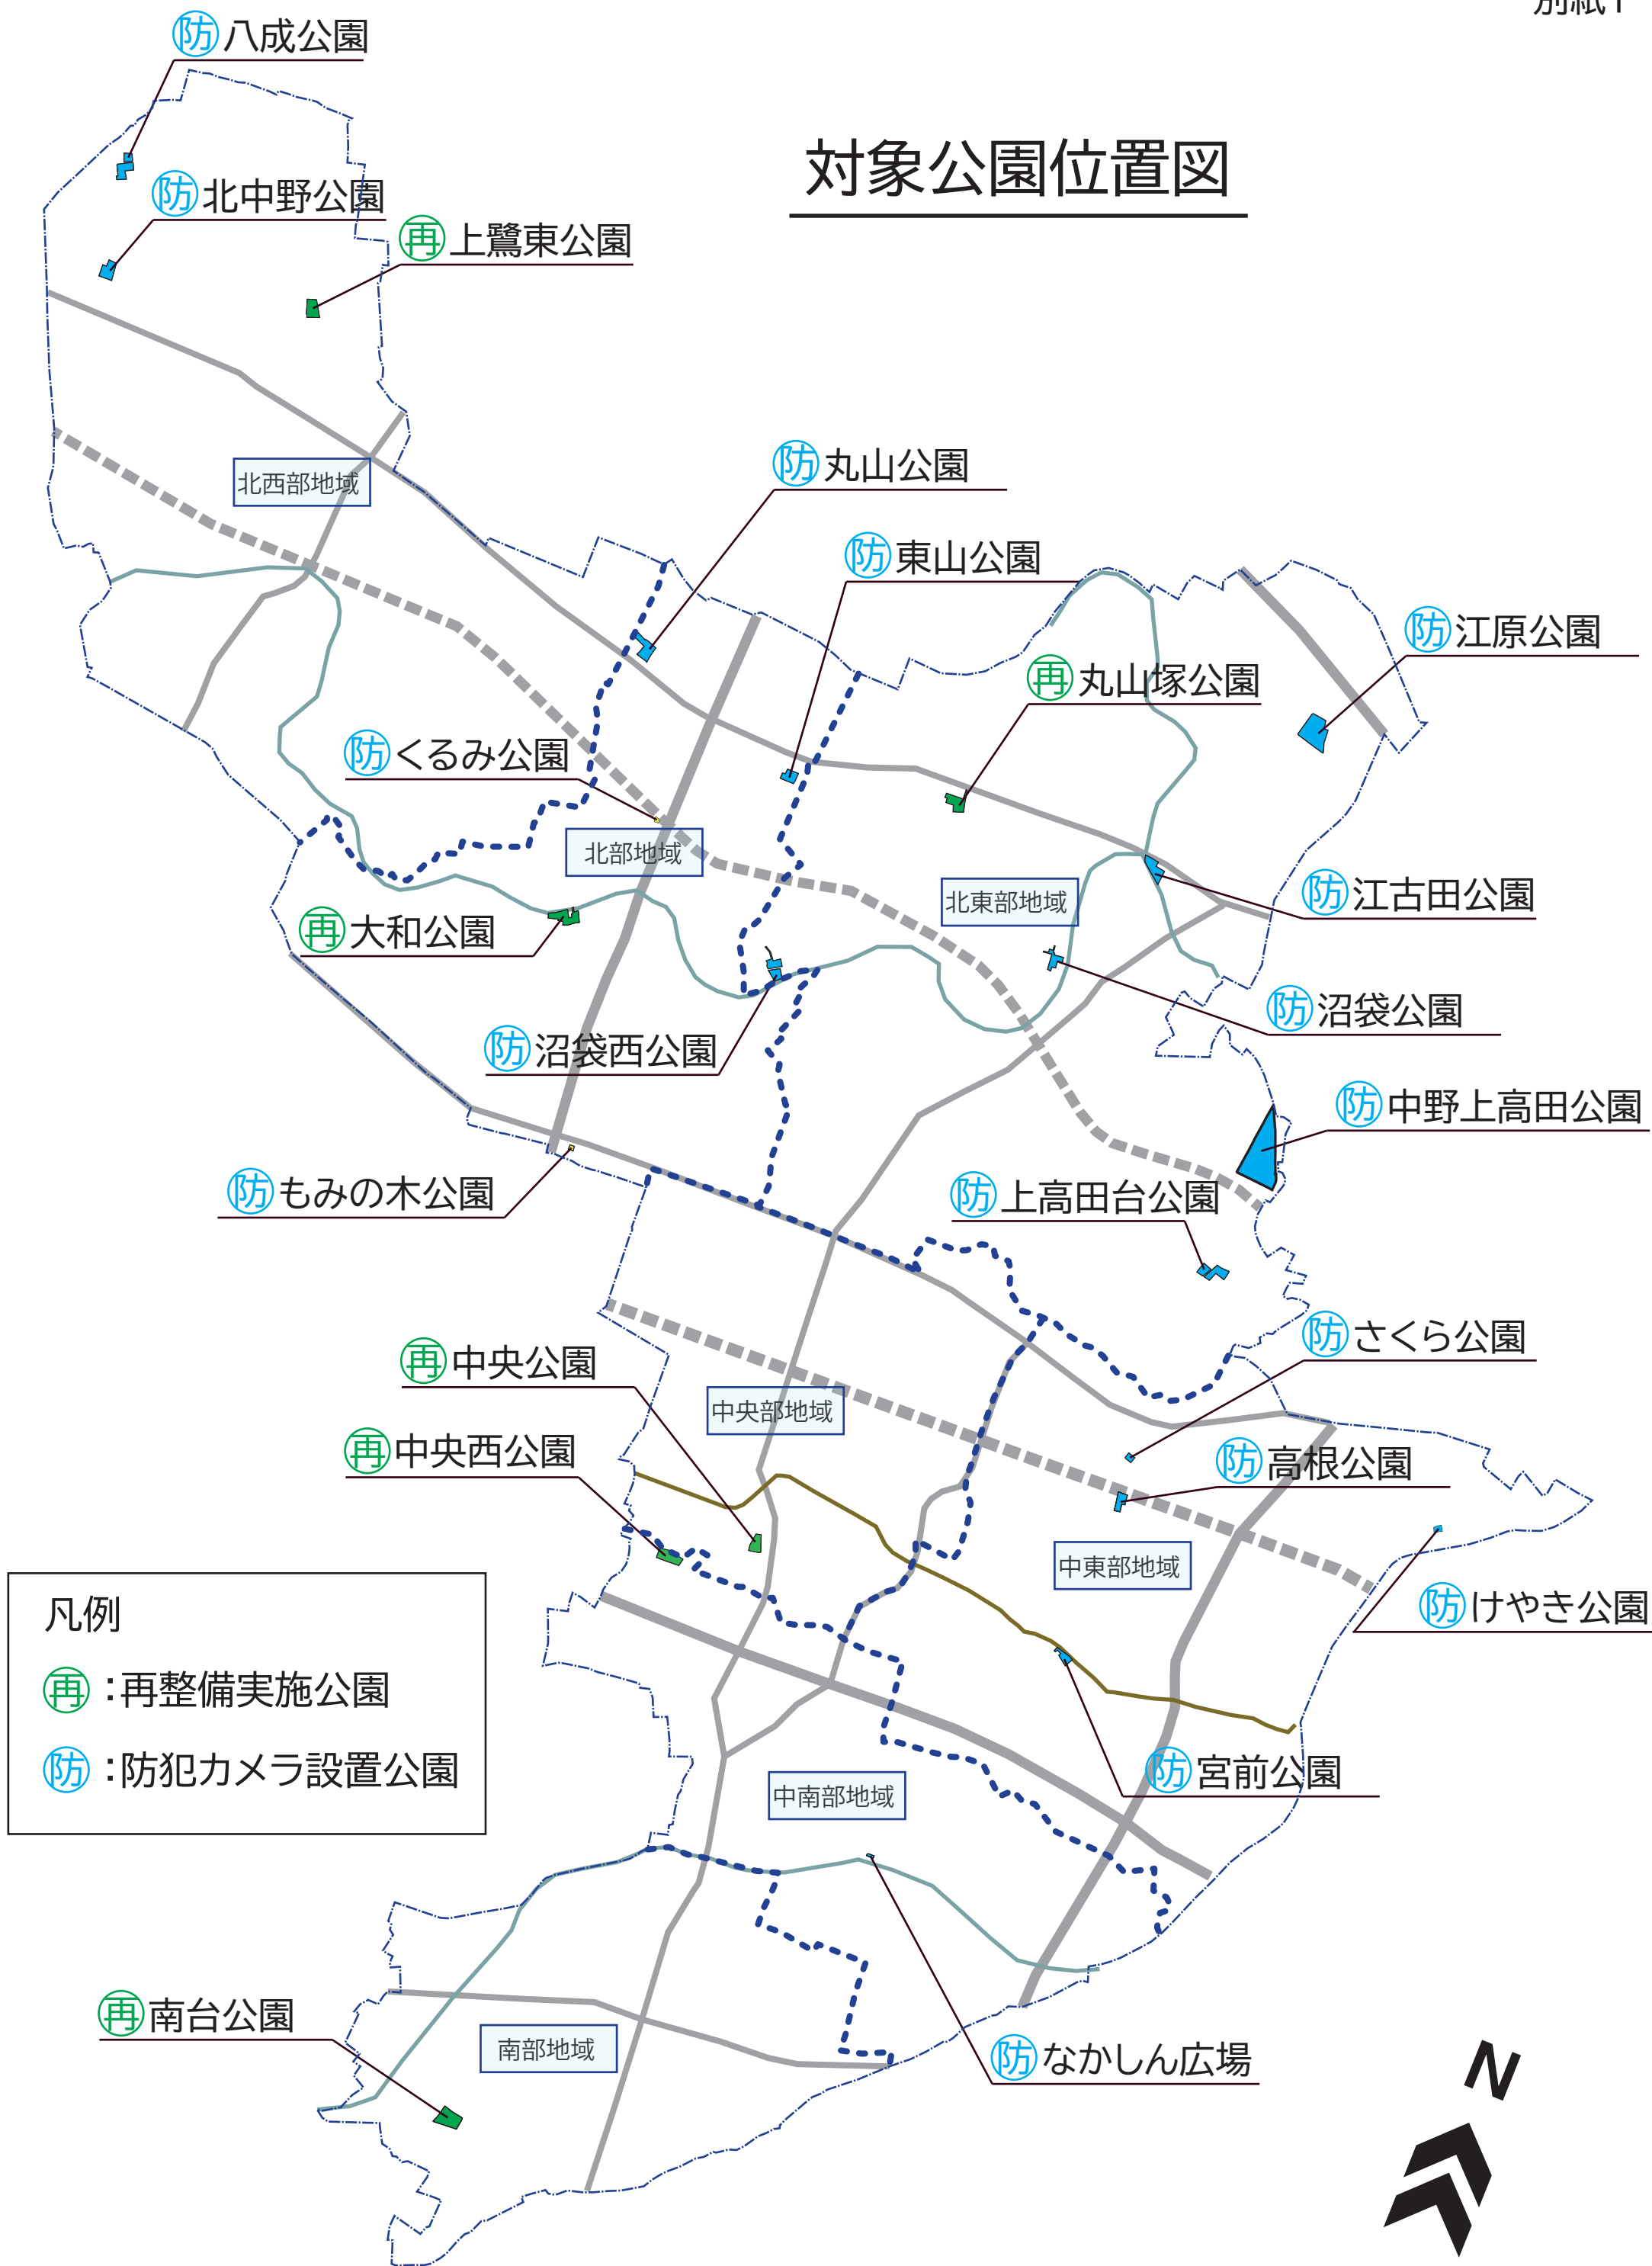 別紙1
防 八成公園
対象公園位置図
防 北中野公園
再 上鷺東公園
防 丸山公園
北西部地域
防 東山公園
防 江原公園
再 丸山塚公園
防 くるみ公園
北部地域
防 江古田公園
北東部地域
再 大和公園
防 沼袋公園
防 沼袋西公園
防 中野上高田公園
防 もみの木公園
防 上高田台公園
防 さくら公園
再 中央公園
中央部地域
再 中央西公園
防 高根公園
中東部地域
防 けやき公園
凡例
再:再整備実施公園
防:防犯カメラ設置公園
防 宮前公園
中南部地域
再 南台公園
南部地域
防 なかしん広場
N